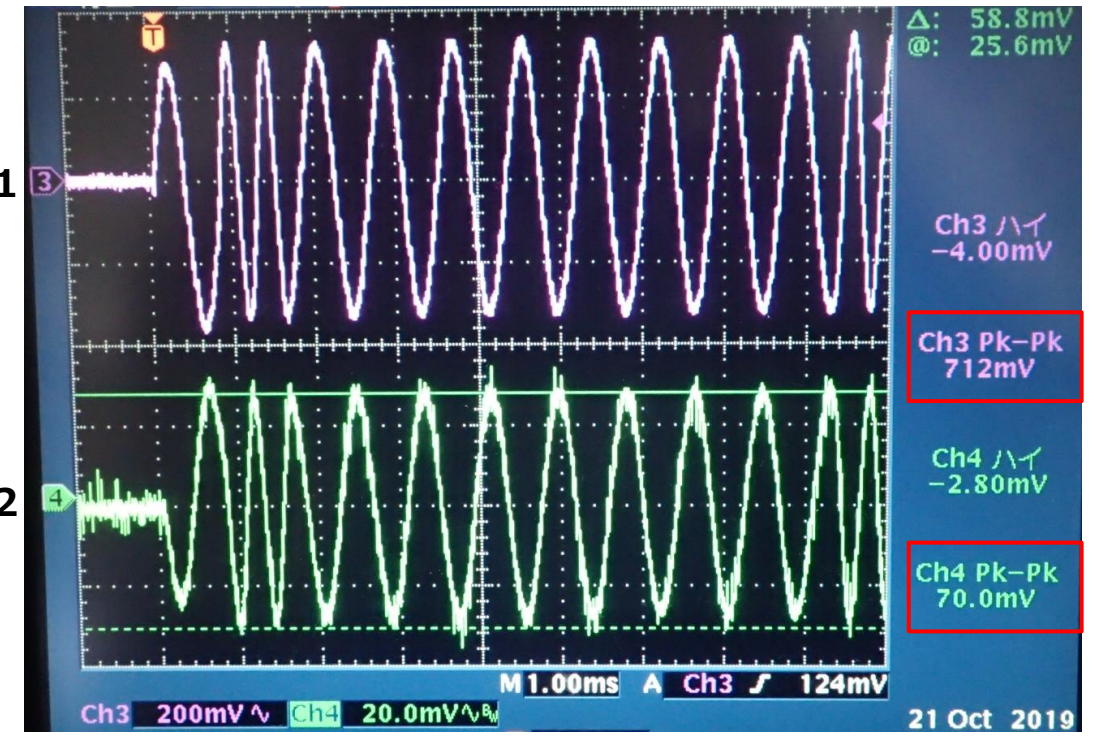 Δ: 58.8mV
@: 25.6mV
T
1
3
Ch3 ハイ
−4.00mV
Ch3 Pk−Pk
712mV
Ch4 ハイ
−2.80mV
2
4
Ch4 Pk−Pk
70.0mV
M 1.00ms A Ch3 ƒ 124mV
Ch3 200mV ∿ Ch4 20.0mV ∿ BW
21 Oct 2019